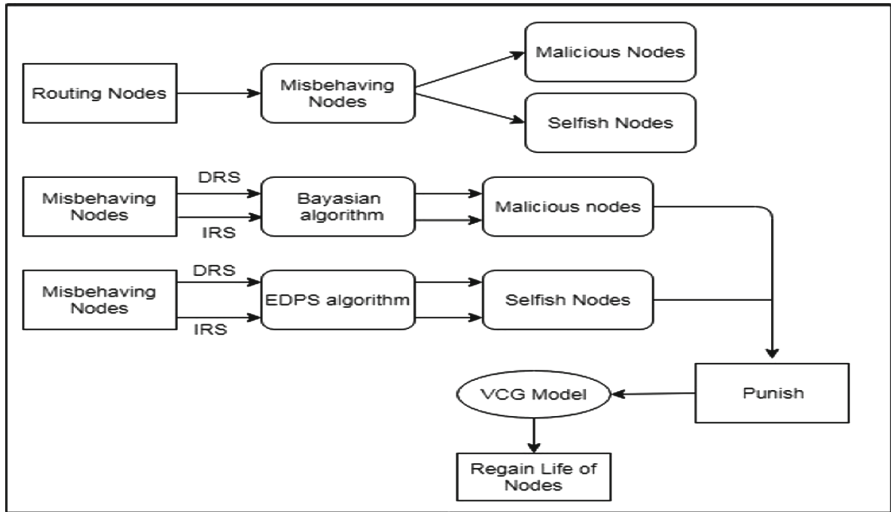 Malicious Nodes
Routing Nodes
Misbehaving
Nodes
Selfish Nodes
Misbehaving
Nodes
DRS
IRS
Bayasian
algorithm
Malicious nodes
Misbehaving
Nodes
DRS
IRS
EDPS algorithm
Selfish Nodes
VCG Model
Punish
Regain Life of
Nodes